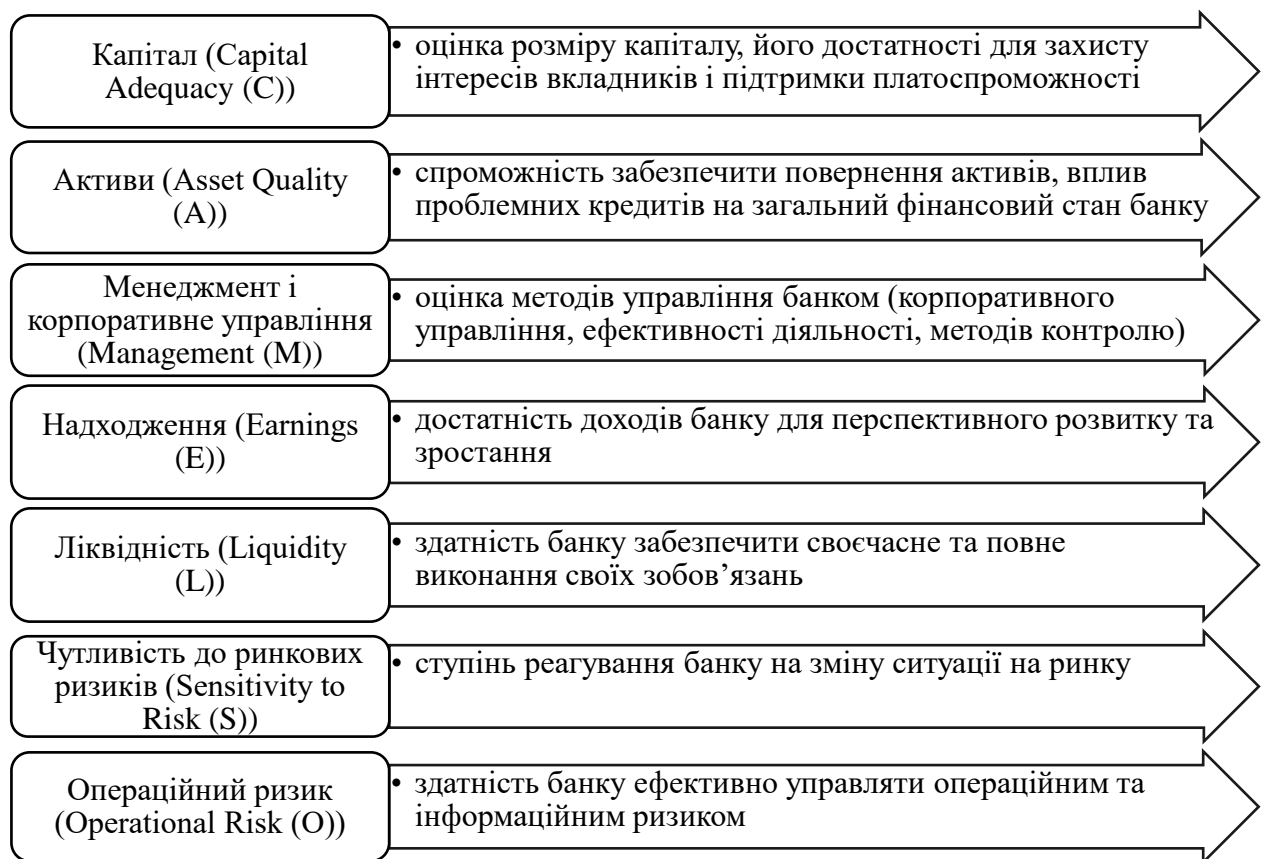 Капітал (Capital
Adequacy (C))
• оцінка розміру капіталу, його достатності для захисту
інтересів вкладників і підтримки платоспроможності
Активи (Asset Quality
(A))
• спроможність забезпечити повернення активів, вплив
проблемних кредитів на загальний фінансовий стан банку
Менеджмент і
корпоративне управління
(Management (M))
• оцінка методів управління банком (корпоративного
управління, ефективності діяльності, методів контролю)
Надходження (Earnings
(E))
• достатність доходів банку для перспективного розвитку та
зростання
Ліквідність (Liquidity
(L))
• здатність банку забезпечити своєчасне та повне
виконання своїх зобов’язань
Чутливість до ринкових
ризиків (Sensitivity to
Risk (S))
• ступінь реагування банку на зміну ситуації на ринку
Операційний ризик
(Operational Risk (O))
• здатність банку ефективно управляти операційним та
інформаційним ризиком